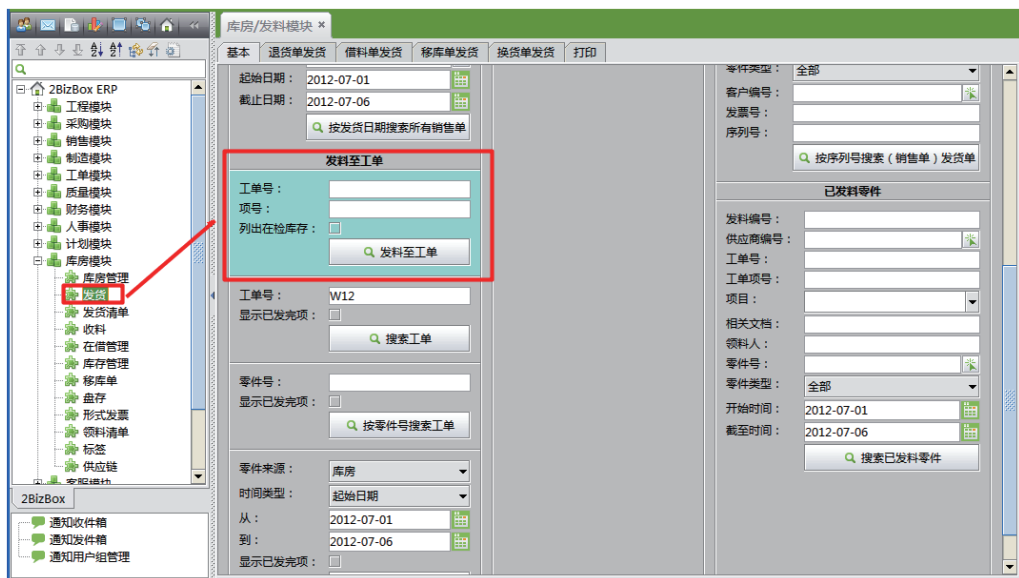 库房/发料模块
2BizBox ERP
工程模块
采购模块
销售模块
制造模块
工单模块
质量模块
财务模块
人事模块
计划模块
库房模块
库房管理
发货
发货清单
收料
在借管理
库存管理
移库单
盘存
形式发票
领料清单
标签
供应链
客服模块
2BizBox
通知收件箱
通知发件箱
通知用户组管理
基本 退货单发货 借料单发货 移库单发货 换货单发货 打印
起始日期： 2012-07-01
截止日期： 2012-07-06
按发货日期搜索所有销售单
发料至工单
工单号：
项号：
列出在检库存：
发料至工单
工单号： W12
显示已发完项：
搜索工单
零件号：
显示已发完项：
按零件号搜索工单
零件来源： 库房
时间类型： 起始日期
从： 2012-07-01
到： 2012-07-06
显示已发完项：
零件类型： 全部
客户编号：
发票号：
序列号：
按序列号搜索（销售单）发货单
已发料零件
发料编号：
供应商编号：
工单号：
工单项号：
项目：
相关文档：
领料人：
零件号：
零件类型： 全部
开始时间： 2012-07-01
截至时间： 2012-07-06
搜索已发料零件